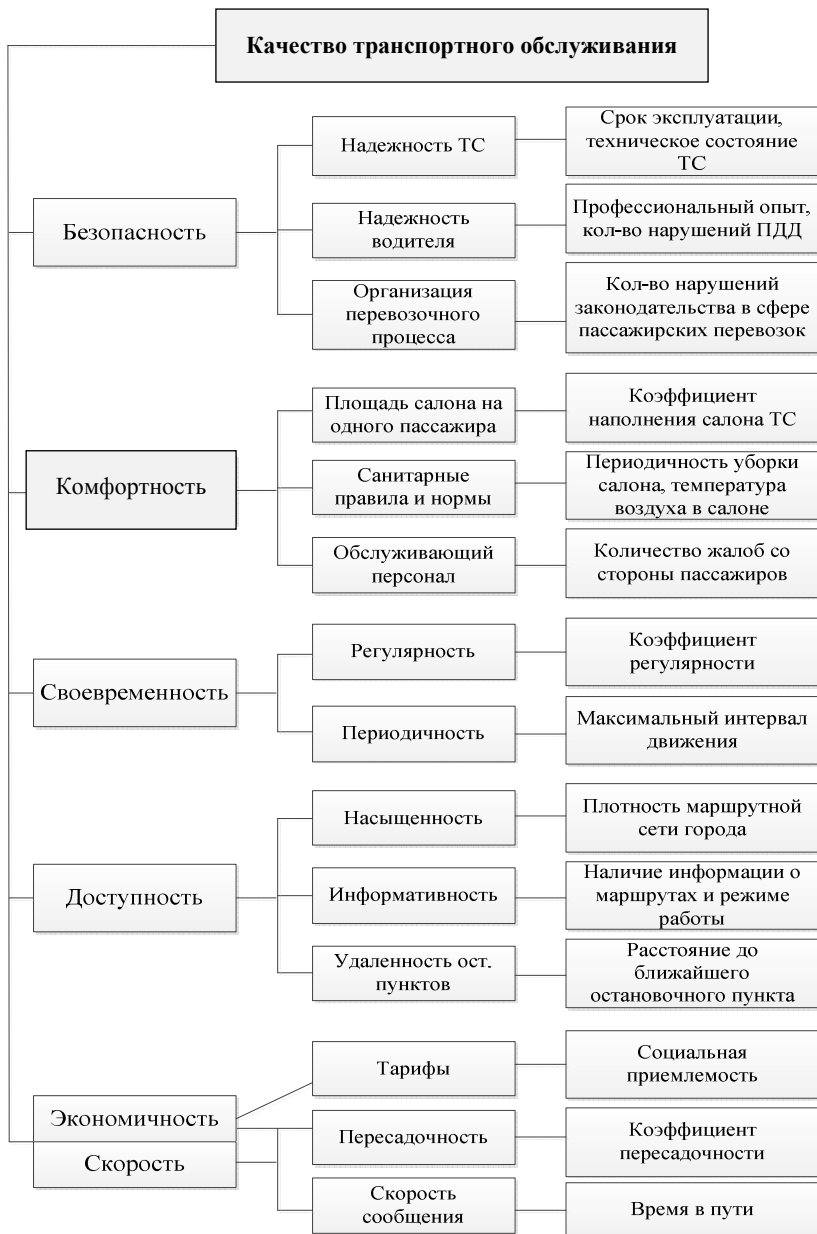 Качество транспортного обслуживания
Безопасность
Надежность ТС
Срок эксплуатации,
техническое состояние
ТС
Надежность
водителя
Профессиональный опыт,
кол-во нарушений ПДД
Организация
перевозочного
процесса
Кол-во нарушений
законодательства в сфере
пассажирских перевозок
Комфортность
Площадь салона на
одного пассажира
Коэффициент
наполнения салона ТС
Санитарные
правила и нормы
Периодичность уборки
салона, температура
воздуха в салоне
Обслуживающий
персонал
Количество жалоб со
стороны пассажиров
Своевременность
Регулярность
Коэффициент
регулярности
Периодичность
Максимальный интервал
движения
Доступность
Насыщенность
Плотность маршрутной
сети города
Информативность
Наличие информации о
маршрутах и режиме
работы
Удаленность ост.
пунктов
Расстояние до
ближайшего
остановочного пункта
Экономичность
Тарифы
Социальная
приемлемость
Пересадочность
Коэффициент
пересадочности
Скорость
Скорость
сообщения
Время в пути